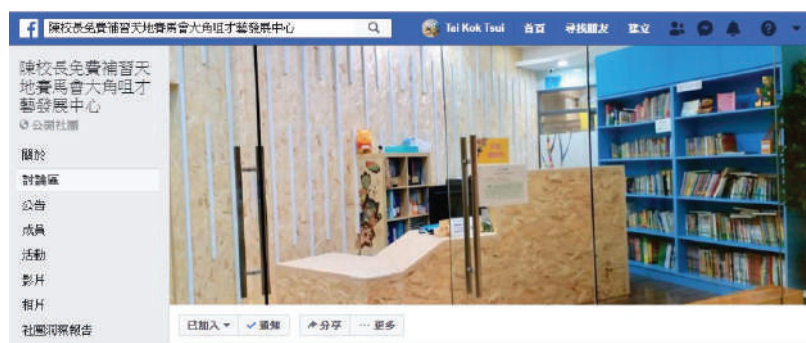 陳校長免費補習天地賽馬會大角咀才藝發展中心
Tai Kok Tsui 首頁 尋找朋友 建立
陳校長免費補習天
地賽馬會大角咀才
藝發展中心
公開社團
關於
討論區
公告
成員
活動
影片
相片
社團洞察報告
已加入 通知 分享 更多